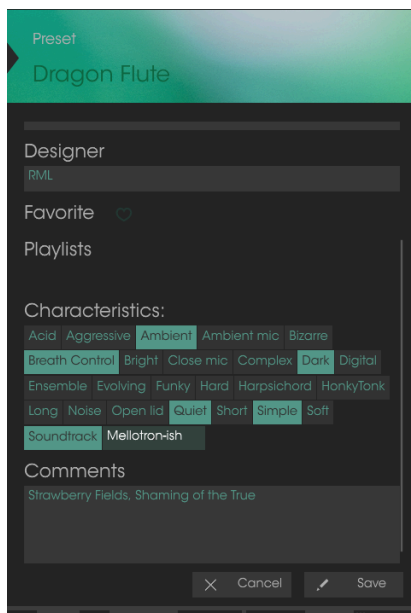 Preset
Dragon Flute
Designer
RML
Favorite
Playlists
Characteristics:
Acid Aggressive Ambient Ambient mic Bizarre
Breath Control Bright Close mic Complex Dark Digital
Ensemble Evolving Funky Hard Harpsichord HonkyTonk
Long Noise Open lid Quiet Short Simple Soft
Soundtrack Mellotron-ish
Comments
Strawberry Fields, Shaming of the True
Cancel Save